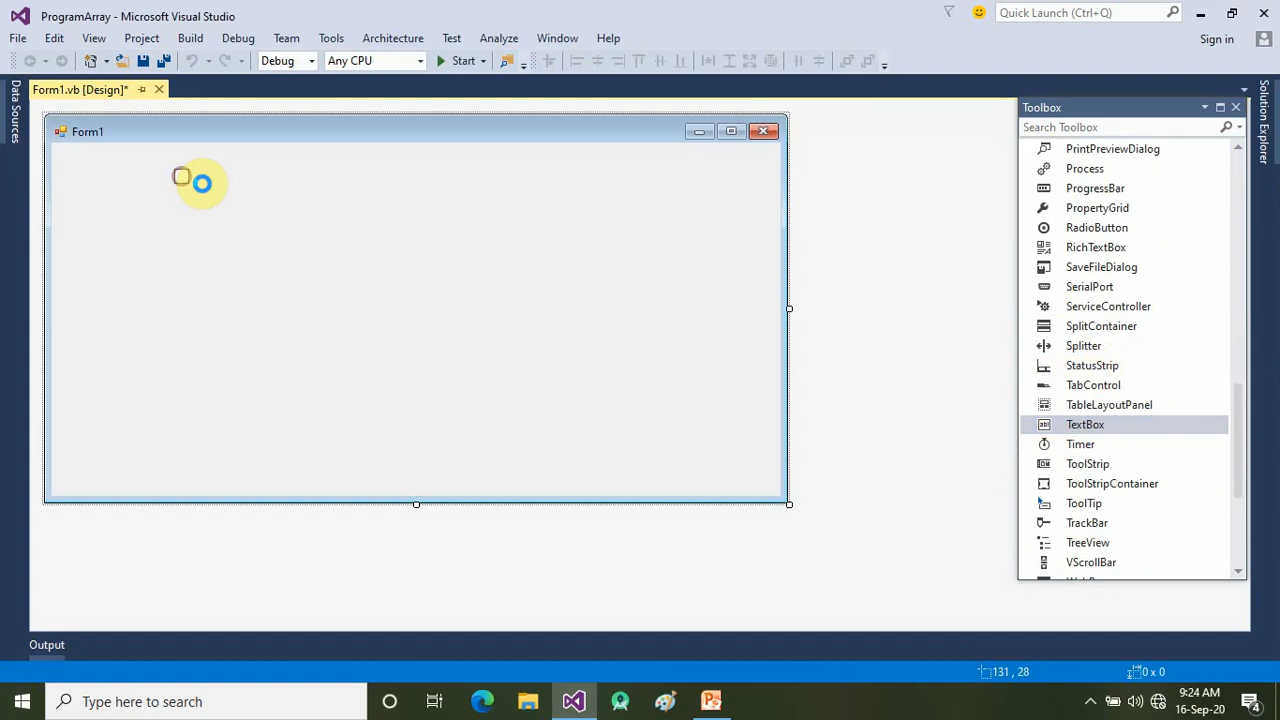 ProgramArray - Microsoft Visual Studio
Quick Launch (Ctrl+Q)
File Edit View Project Build Debug Team Tools Architecture Test Analyze Window Help
Sign in
Debug Any CPU Start
Data Sources
Form1.vb [Design]*
Solution Explorer
Form1
Toolbox
Search Toolbox
PrintPreviewDialog
Process
ProgressBar
PropertyGrid
RadioButton
RichTextBox
SaveFileDialog
SerialPort
ServiceController
SplitContainer
Splitter
StatusStrip
TabControl
TableLayoutPanel
TextBox
Timer
ToolStrip
ToolStripContainer
ToolTip
TrackBar
TreeView
VScrollBar
Output
131 , 28
0 x 0
Type here to search
9:24 AM
16-Sep-20
4